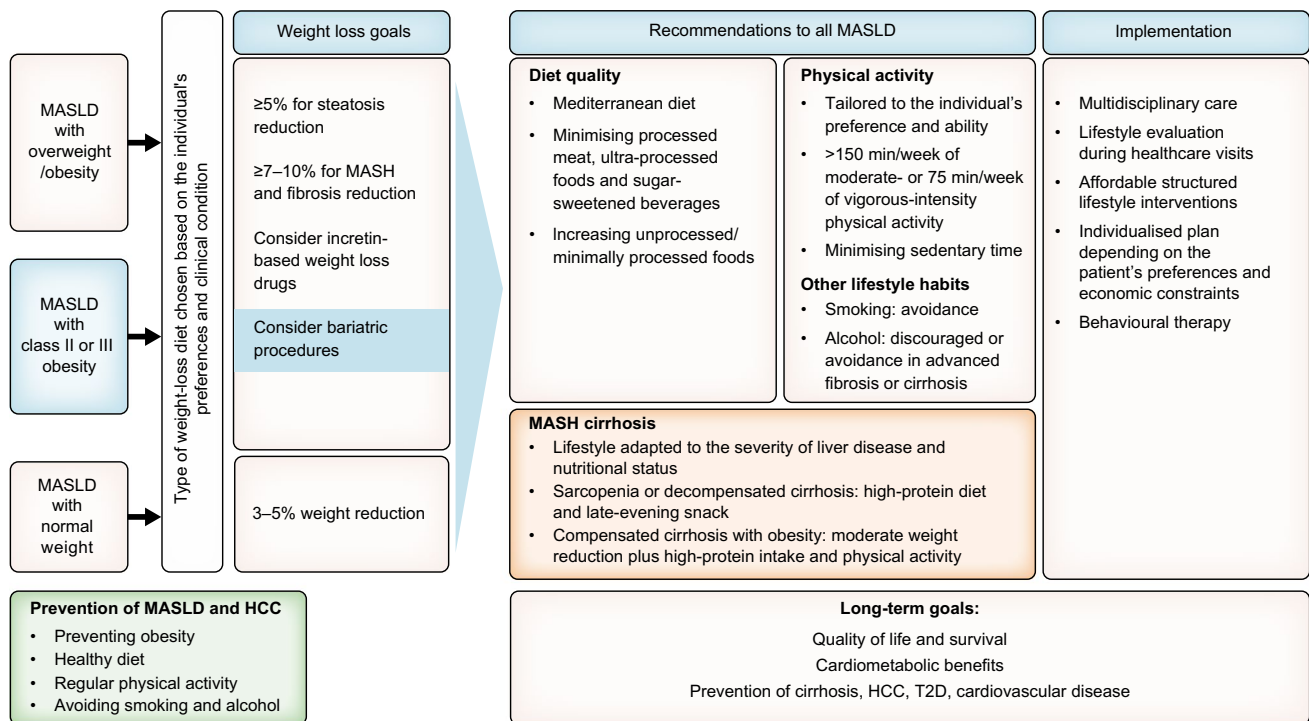 MASLD
with
overweight
/obesity
MASLD
with
class II or III
obesity
MASLD
with
normal
weight
Type of weight-loss diet chosen based on the individual's
preferences and clinical condition
Weight loss goals
≥5% for steatosis
reduction
≥7–10% for MASH
and fibrosis reduction
Consider incretin-
based weight loss
drugs
Consider bariatric
procedures
3–5% weight reduction
Recommendations to all MASLD
Diet quality
• Mediterranean diet
• Minimising processed
meat, ultra-processed
foods and sugar-
sweetened beverages
• Increasing unprocessed/
minimally processed foods
Physical activity
• Tailored to the individual's
preference and ability
• >150 min/week of
moderate- or 75 min/week
of vigorous-intensity
physical activity
• Minimising sedentary time
Other lifestyle habits
• Smoking: avoidance
• Alcohol: discouraged or
avoidance in advanced
fibrosis or cirrhosis
MASH cirrhosis
• Lifestyle adapted to the severity of liver disease and
nutritional status
• Sarcopenia or decompensated cirrhosis: high-protein diet
and late-evening snack
• Compensated cirrhosis with obesity: moderate weight
reduction plus high-protein intake and physical activity
Implementation
• Multidisciplinary care
• Lifestyle evaluation
during healthcare visits
• Affordable structured
lifestyle interventions
• Individualised plan
depending on the
patient's preferences and
economic constraints
• Behavioural therapy
Prevention of MASLD and HCC
• Preventing obesity
• Healthy diet
• Regular physical activity
• Avoiding smoking and alcohol
Long-term goals:
Quality of life and survival
Cardiometabolic benefits
Prevention of cirrhosis, HCC, T2D, cardiovascular disease